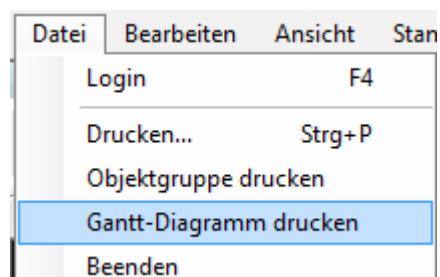 Datei Bearbeiten Ansicht Stan
Login F4
Drucken... Strg+P
Objektgruppe drucken
Gantt-Diagramm drucken
Beenden